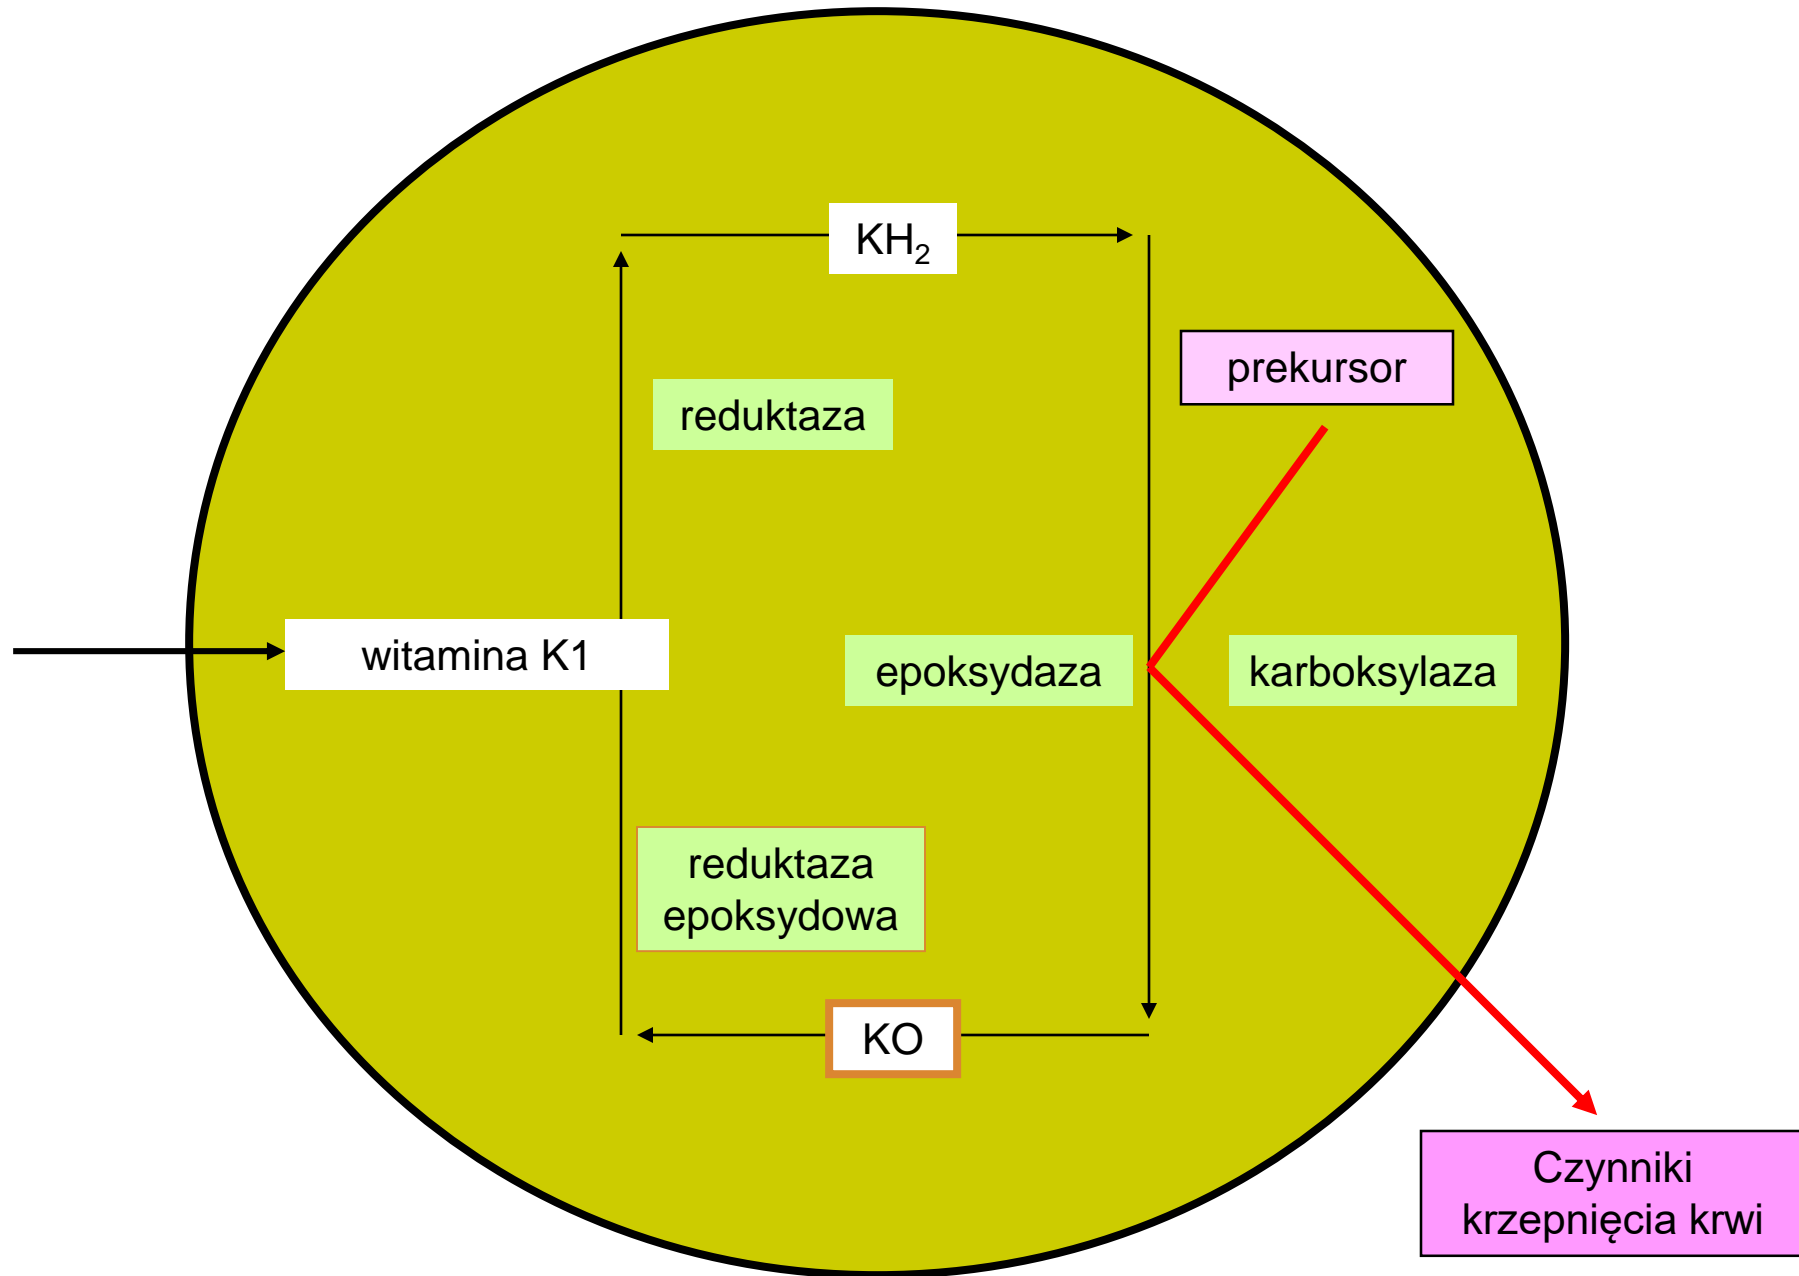 KH₂
prekursor
reduktaza
witamina K1
epoksydaza
karboksylaza
reduktaza
epoksydowa
KO
Czynniki
krzepnięcia krwi